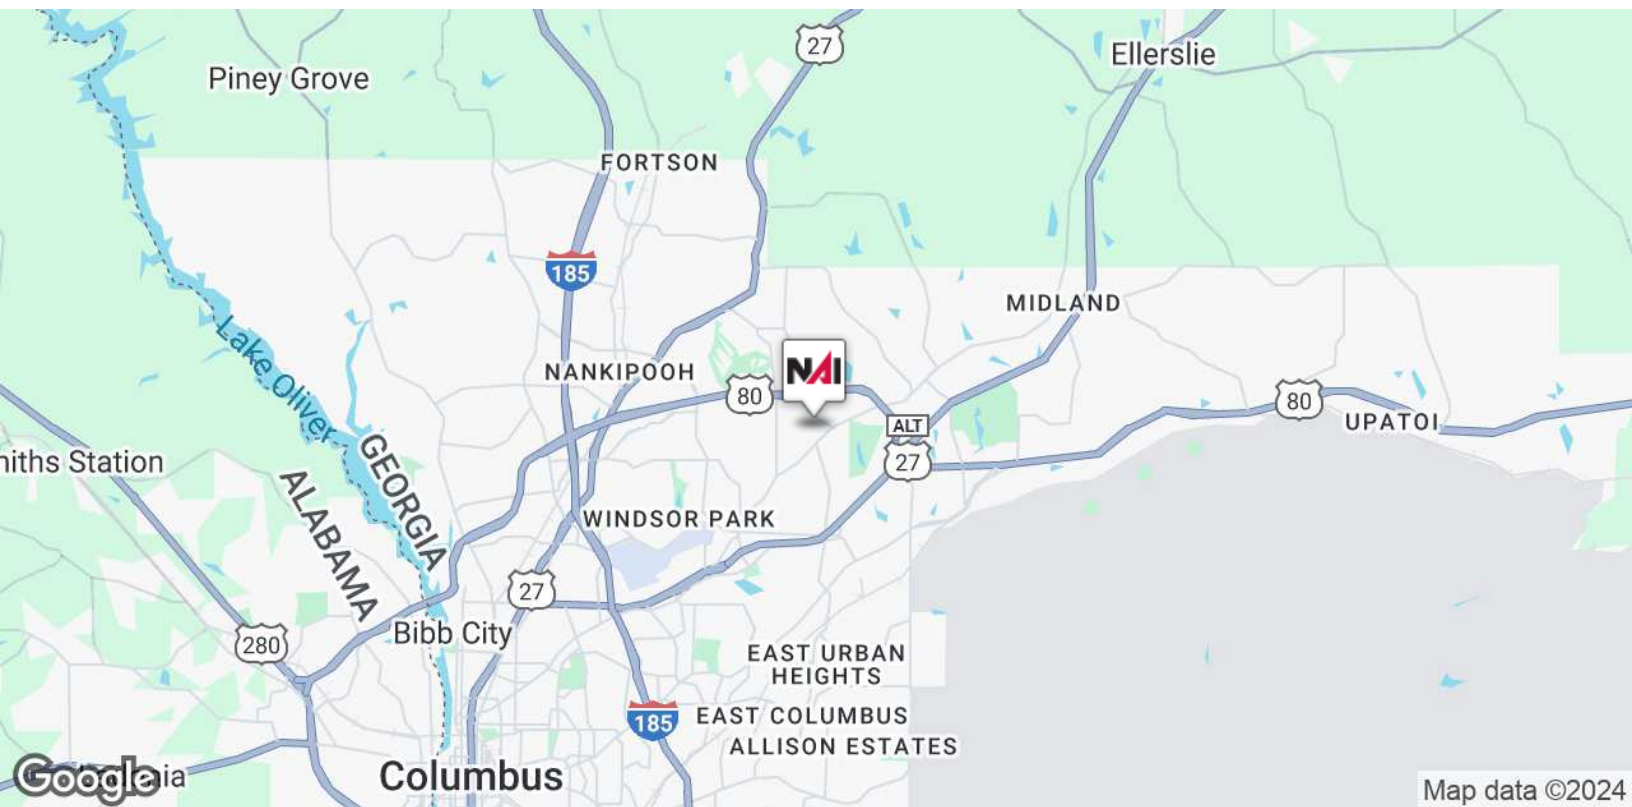 27
Ellerslie
Piney Grove
FORTSON
185
MIDLAND
Lake Oliver
NANKIPOOH
NAI
80
80
UPATOI
ALT
27
GEORGIA
ALABAMA
niths Station
WINDSOR PARK
27
Bibb City
280
EAST URBAN
HEIGHTS
185
EAST COLUMBUS
ALLISON ESTATES
Columbus
Google
Map data ©2024